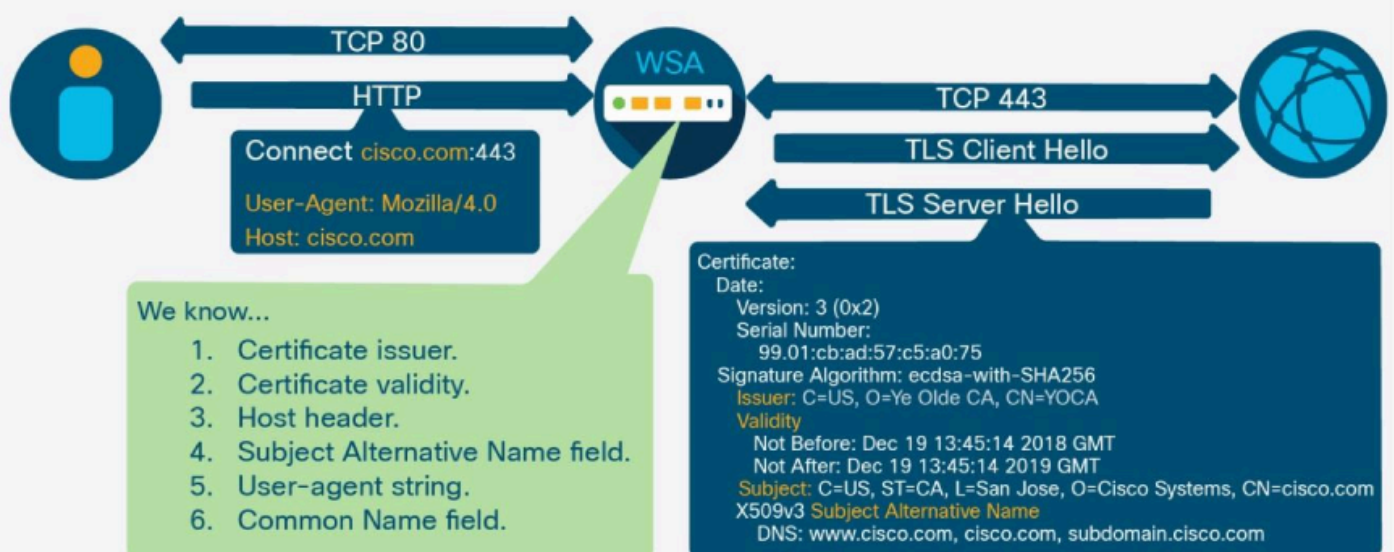 TCP 80
HTTP
Connect cisco.com:443
User-Agent: Mozilla/4.0
Host: cisco.com
WSA
TCP 443
TLS Client Hello
TLS Server Hello
We know...
1. Certificate issuer.
2. Certificate validity.
3. Host header.
4. Subject Alternative Name field.
5. User-agent string.
6. Common Name field.
Certificate:
Date:
Version: 3 (0x2)
Serial Number:
99.01:cb:ad:57:c5:a0:75
Signature Algorithm: ecdsa-with-SHA256
Issuer: C=US, O=Ye Olde CA, CN=YOCA
Validity
Not Before: Dec 19 13:45:14 2018 GMT
Not After: Dec 19 13:45:14 2019 GMT
Subject: C=US, ST=CA, L=San Jose, O=Cisco Systems, CN=cisco.com
X509v3 Subject Alternative Name
DNS: www.cisco.com, cisco.com, subdomain.cisco.com